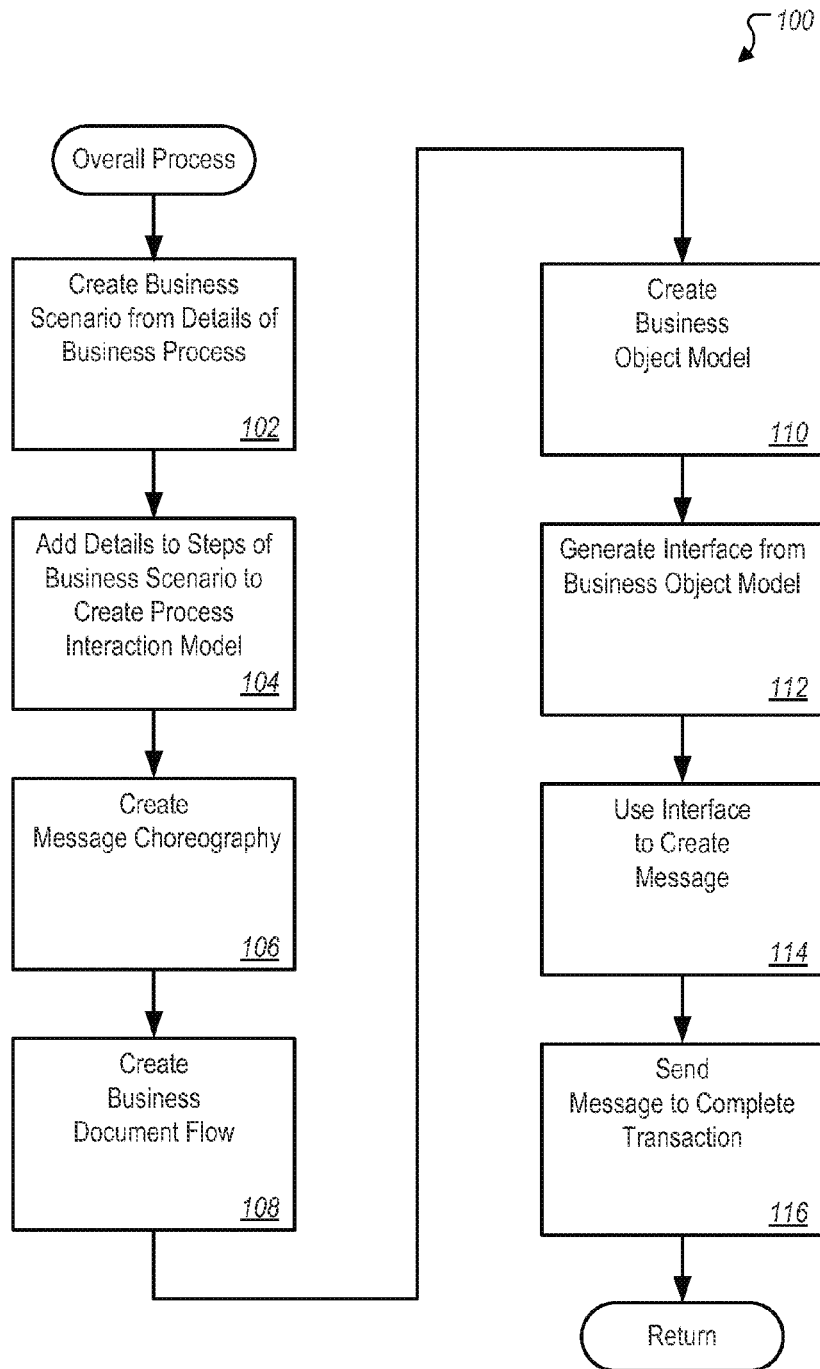 100
Overall Process
Create Business
Scenario from Details of
Business Process
102
Add Details to Steps of
Business Scenario to
Create Process
Interaction Model
104
Create
Message Choreography
106
Create
Business
Document Flow
108
Create
Business
Object Model
110
Generate Interface from
Business Object Model
112
Use Interface
to Create
Message
114
Send
Message to Complete
Transaction
116
Return